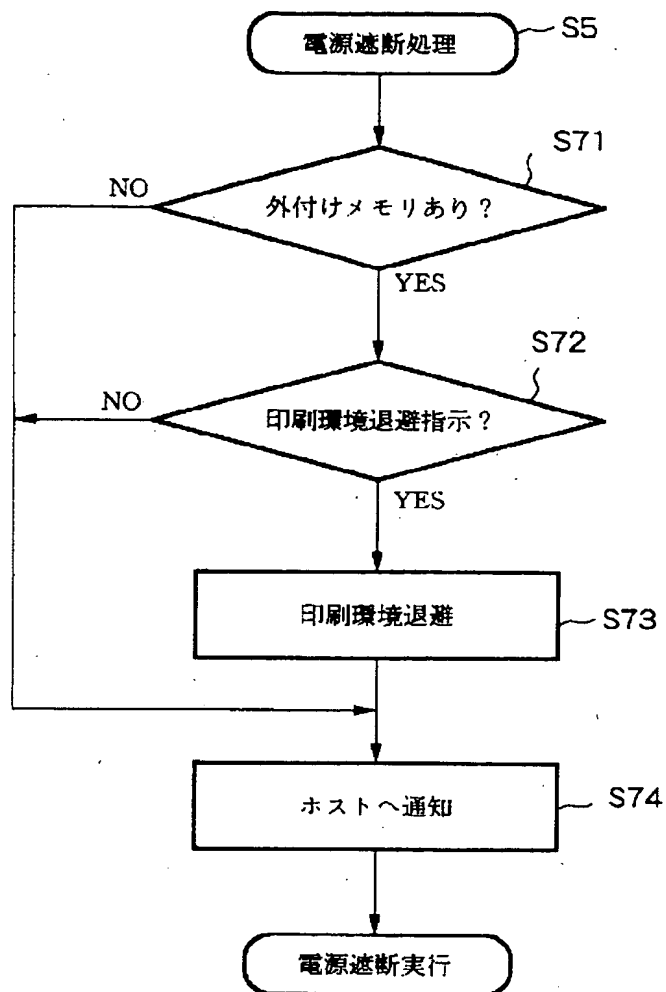 電源遮断処理
S5
S71
外付けメモリあり?
NO
YES
S72
印刷環境退避指示?
NO
YES
印刷環境退避
S73
ホストへ通知
S74
電源遮断実行